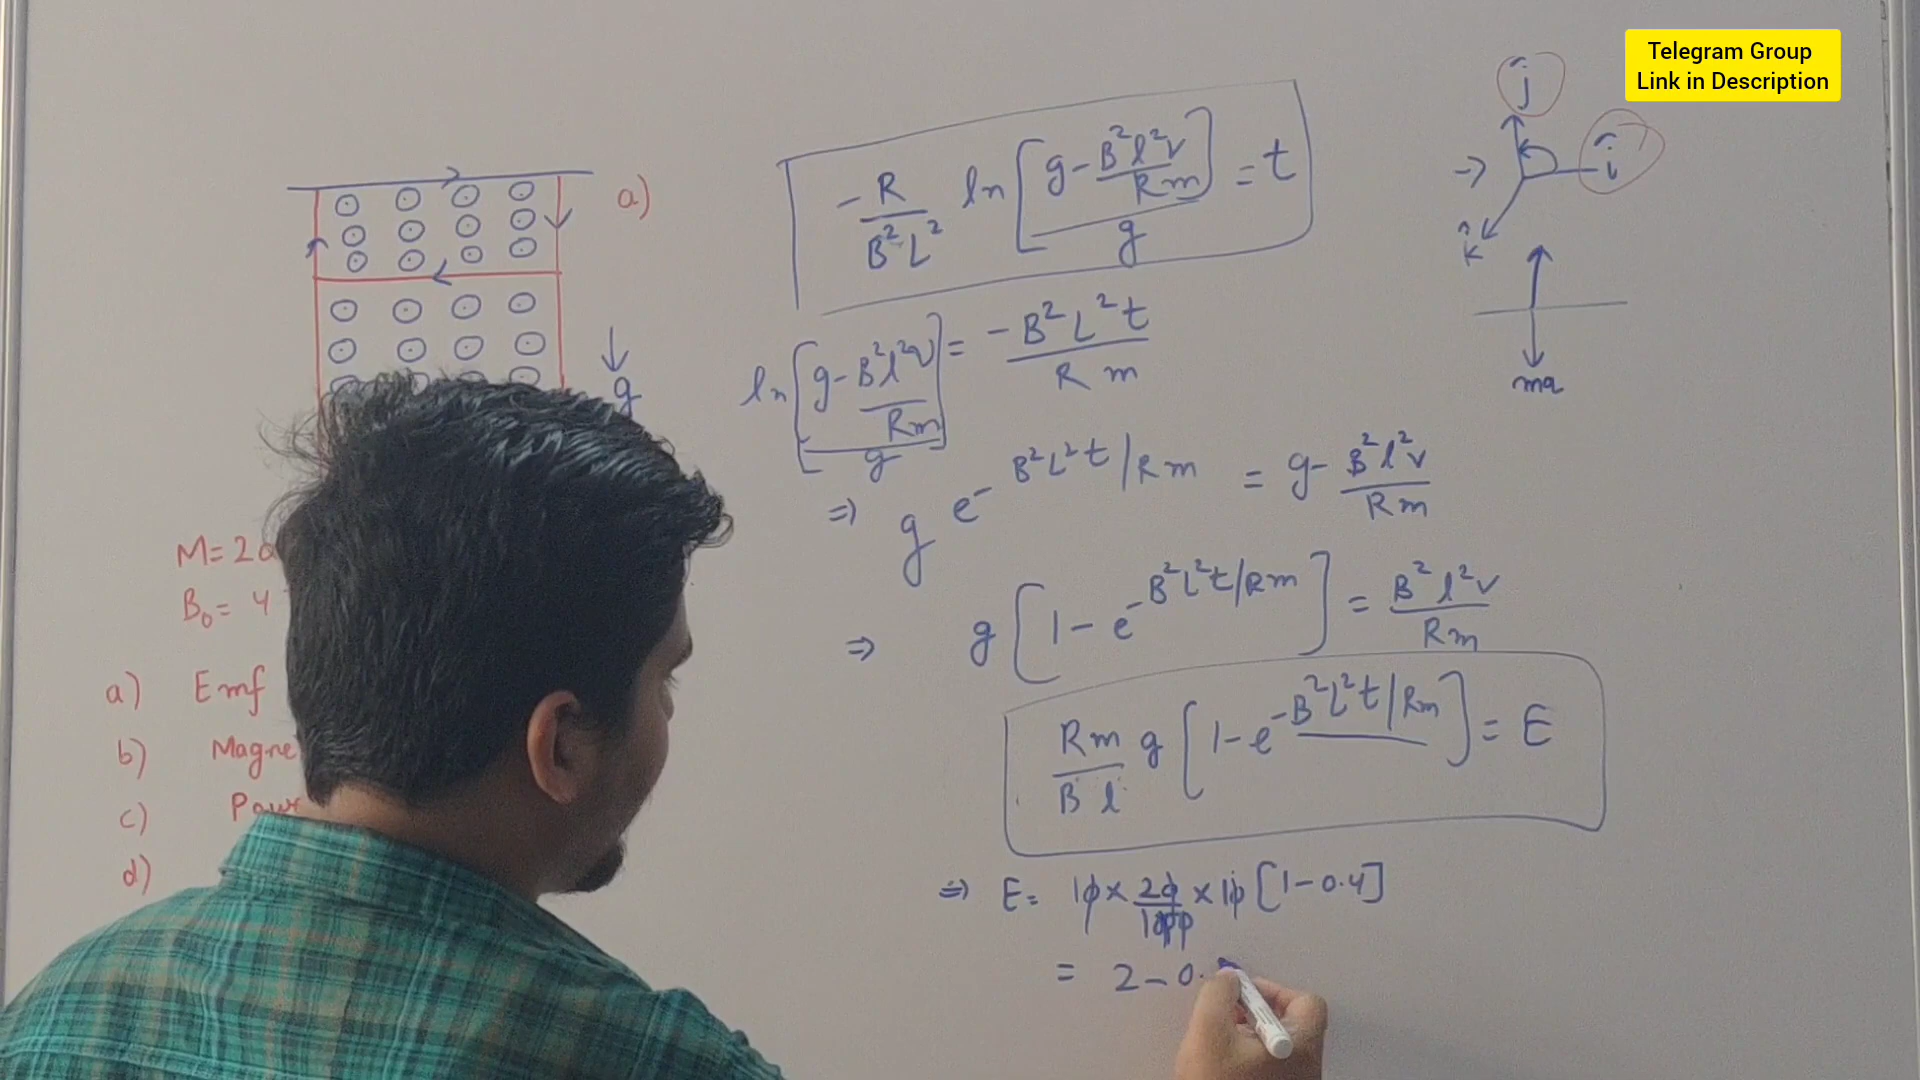 Telegram Group
Link in Description
a)
g
M= 2
B₀= 4
a) Emf
b) Magne
c) Pow
d)
-R/B²L² ln[(g-B²l²v/Rm)/g] = t
ln[(g-B²l²v/Rm)/g] = -B²L²t/Rm
⇒ g e^-B²L²t/Rm = g-B²l²v/Rm
⇒ g[1-e^-B²L²t/Rm] = B²l²v/Rm
Rm/Bl g[1-e^-B²L²t/Rm] = E
⇒ E= 10×20/1000×10[1-0.4]
= 2-0.
ĵ
→ î
k̂
ma